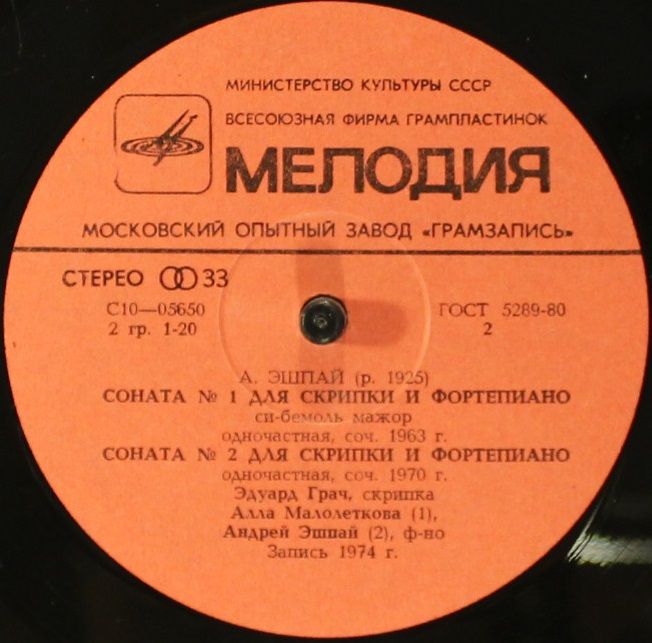 МИНИСТЕРСТВО КУЛЬТУРЫ СССР
ВСЕСОЮЗНАЯ ФИРМА ГРАМПЛАСТИНОК
МЕЛОДИЯ
МОСКОВСКИЙ ОПЫТНЫЙ ЗАВОД «ГРАМЗАПИСЬ»
СТЕРЕО 33
С10—05650 ГОСТ 5289-80
2 гр. 1-20 2
А. ЭШПАЙ (р. 1925)
СОНАТА № 1 ДЛЯ СКРИПКИ И ФОРТЕПИАНО
си-бемоль мажор
одночастная, соч. 1963 г.
СОНАТА № 2 ДЛЯ СКРИПКИ И ФОРТЕПИАНО
одночастная, соч. 1970 г.
Эдуард Грач, скрипка
Алла Малолеткова (1),
Андрей Эшпай (2), ф-но
Запись 1974 г.